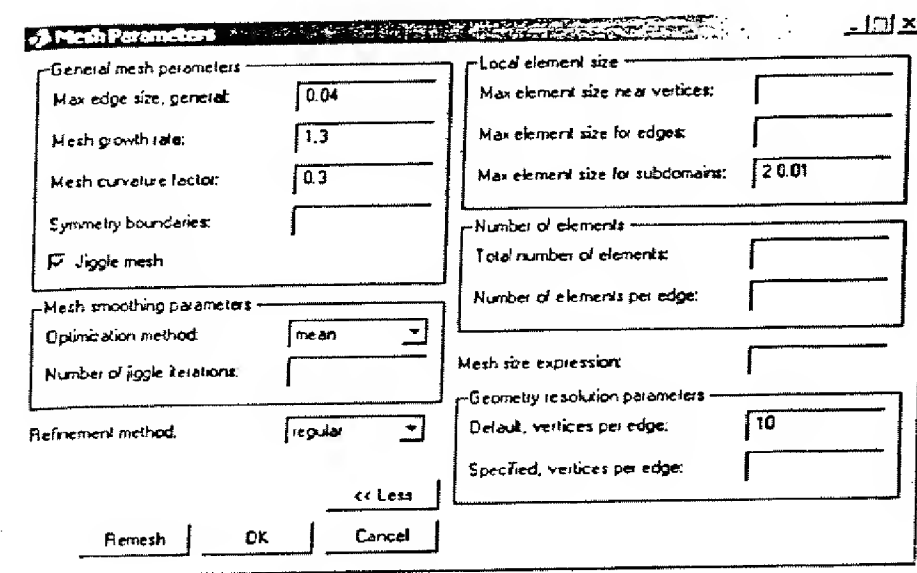 Mesh Parameters
General mesh parameters
Max edge size, general: 0.04
Mesh growth rate: 1.3
Mesh curvature factor: 0.3
Symmetry boundaries:
Jiggle mesh
Mesh smoothing parameters
Optimization method: mean
Number of jiggle iterations:
Refinement method: regular
<< Less
Remesh OK Cancel
Local element size
Max element size near vertices:
Max element size for edges:
Max element size for subdomains: 2 0.01
Number of elements
Total number of elements:
Number of elements per edge:
Mesh size expression:
Geometry resolution parameters
Default, vertices per edge: 10
Specified, vertices per edge: